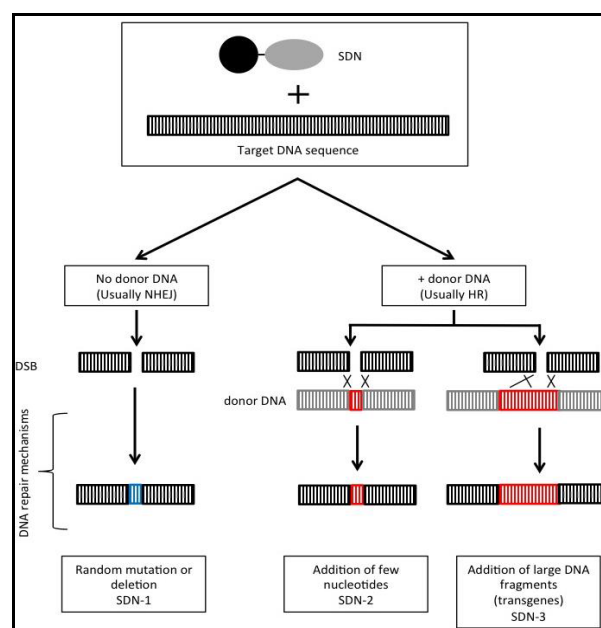 SDN
+
Target DNA sequence
No donor DNA
(Usually NHEJ)
+ donor DNA
(Usually HR)
DSB
donor DNA
DNA repair mechanisms
Random mutation or
deletion
SDN-1
Addition of few
nucleotides
SDN-2
Addition of large DNA
fragments
(transgenes)
SDN-3